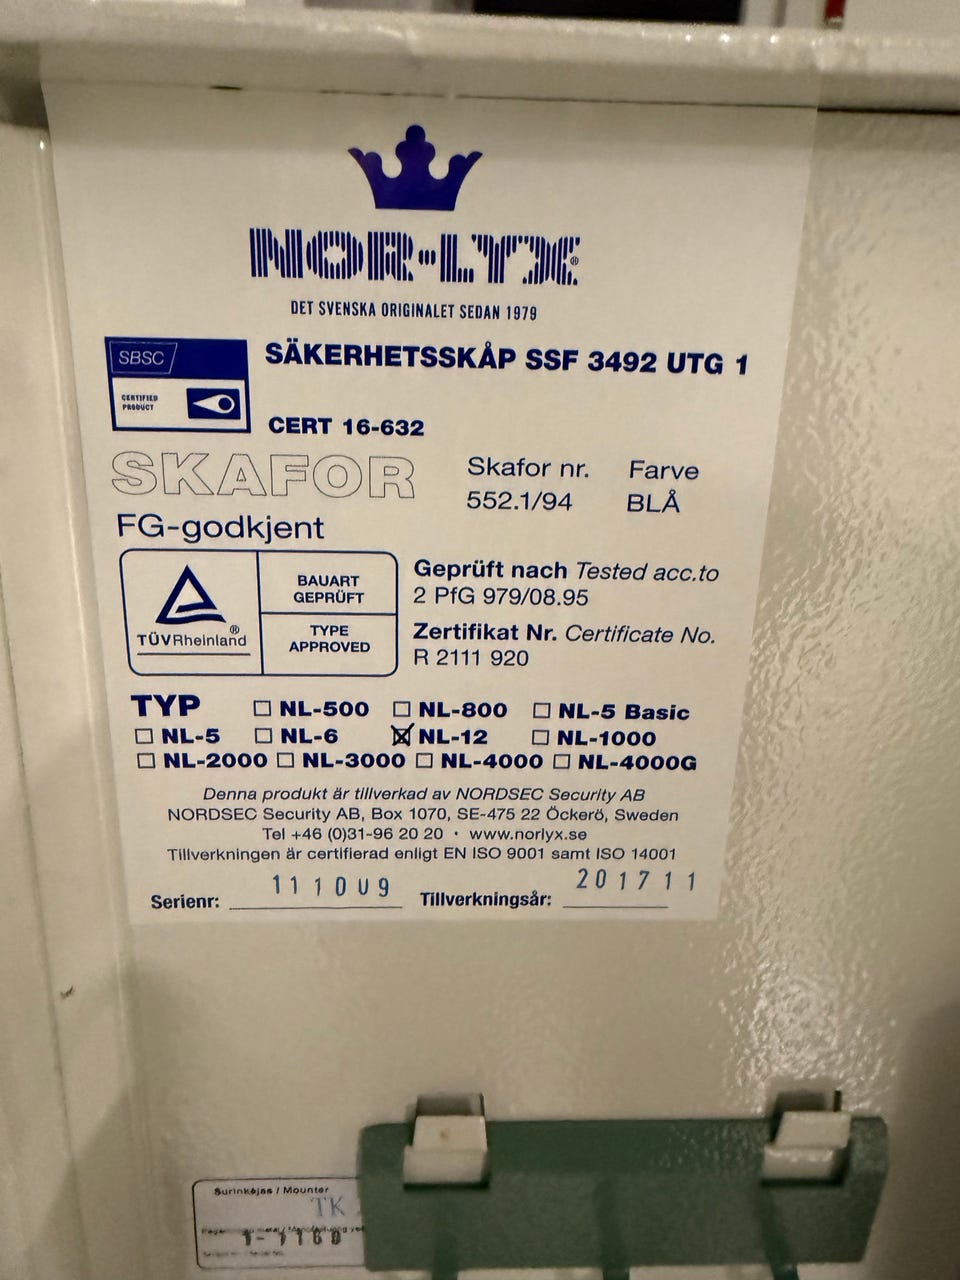 NOR-LYX®
DET SVENSKA ORIGINALET SEDAN 1979
SBSC
CERTIFIED
PRODUCT
SÄKERHETSSKÅP SSF 3492 UTG 1
CERT 16-632
SKAFOR
Skafor nr. Farve
552.1/94 BLÅ
FG-godkjent
TÜVRheinland®
BAUART
GEPRÜFT
TYPE
APPROVED
Geprüft nach Tested acc.to
2 PfG 979/08.95
Zertifikat Nr. Certificate No.
R 2111 920
TYP ☐ NL-500 ☐ NL-800 ☐ NL-5 Basic
☐ NL-5 ☐ NL-6 ☒ NL-12 ☐ NL-1000
☐ NL-2000 ☐ NL-3000 ☐ NL-4000 ☐ NL-4000G
Denna produkt är tillverkad av NORDSEC Security AB
NORDSEC Security AB, Box 1070, SE-475 22 Öckerö, Sweden
Tel +46 (0)31-96 20 20 · www.norlyx.se
Tillverkningen är certifierad enligt EN ISO 9001 samt ISO 14001
Serienr: 111009 Tillverkningsår: 201711
Surinkėjas / Mounter
TK